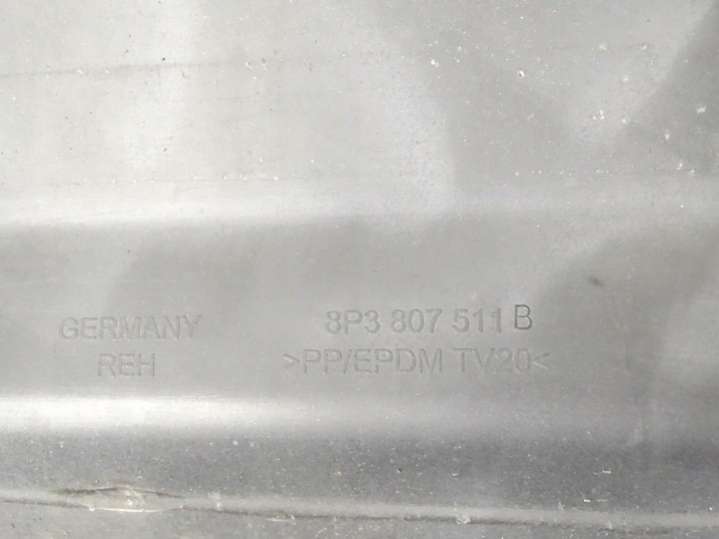 GERMANY
REH
8P3 807 511 B
>PP/EPDM TV20<